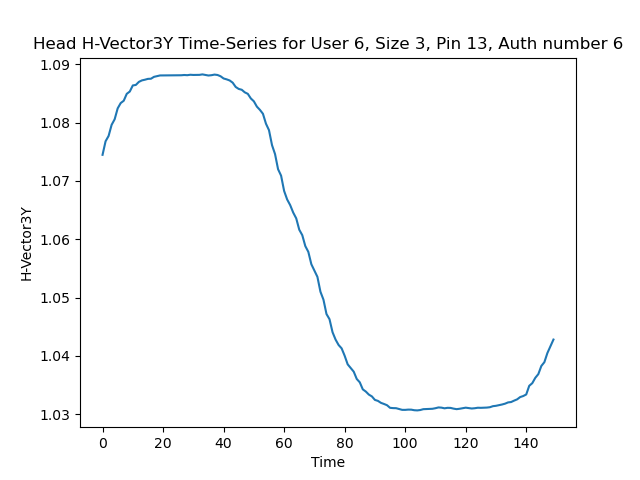 Head H-Vector3Y Time-Series for User 6, Size 3, Pin 13, Auth number 6
1.09
1.08
1.07
1.06
1.05
1.04
1.03
H-Vector3Y
0 20 40 60 80 100 120 140
Time